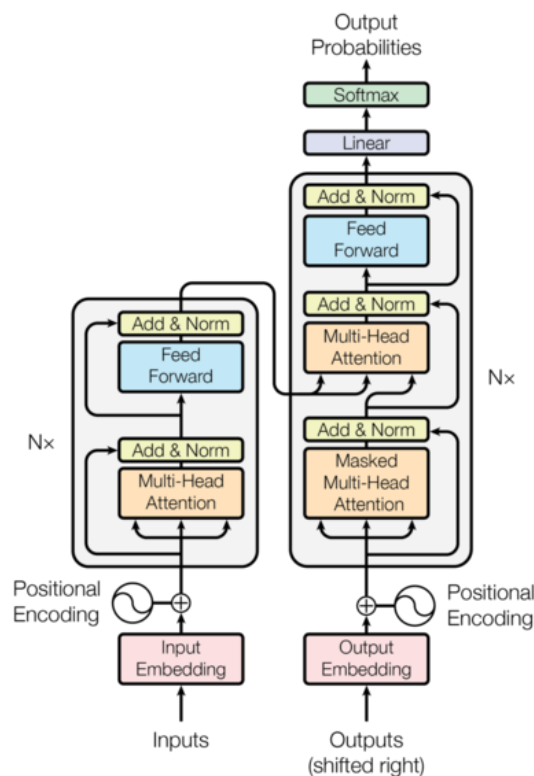 Output
Probabilities
Softmax
Linear
Add & Norm
Feed
Forward
Add & Norm
Multi-Head
Attention
N×
Add & Norm
Masked
Multi-Head
Attention
Add & Norm
Feed
Forward
N×
Add & Norm
Multi-Head
Attention
Positional
Encoding
Positional
Encoding
Input
Embedding
Output
Embedding
Inputs
Outputs
(shifted right)